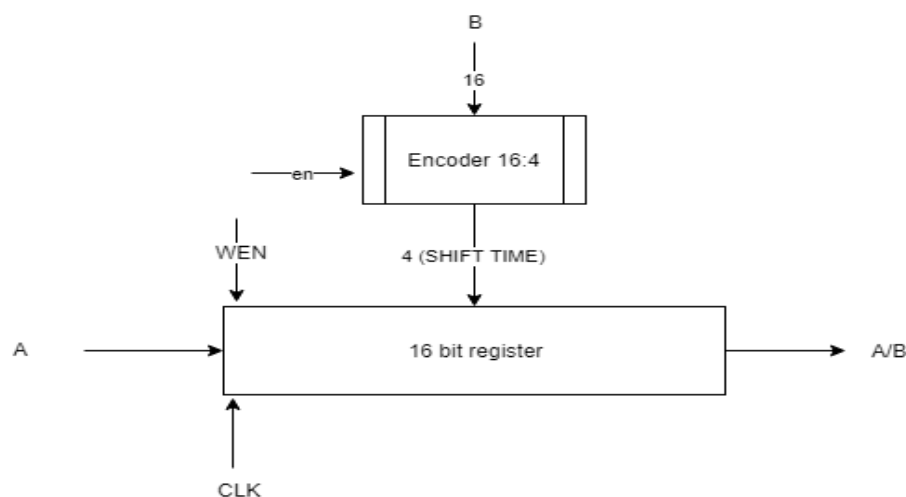 B
16
Encoder 16:4
en
WEN
4 (SHIFT TIME)
A
16 bit register
A/B
CLK